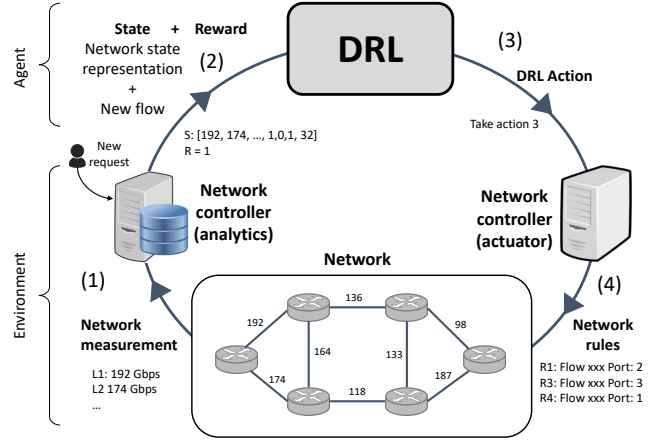 Agent
State + Reward
Network state
representation
+
New flow
(2)
DRL
(3)
DRL Action
Take action 3
S: [192, 174, ..., 1,0,1, 32]
R = 1
New
request
Network
controller
(analytics)
Network
controller
(actuator)
Environment
(1)
Network
measurement
L1: 192 Gbps
L2 174 Gbps
...
Network
192
136
98
164
133
174
118
187
(4)
Network
rules
R1: Flow xxx Port: 2
R3: Flow xxx Port: 3
R4: Flow xxx Port: 1